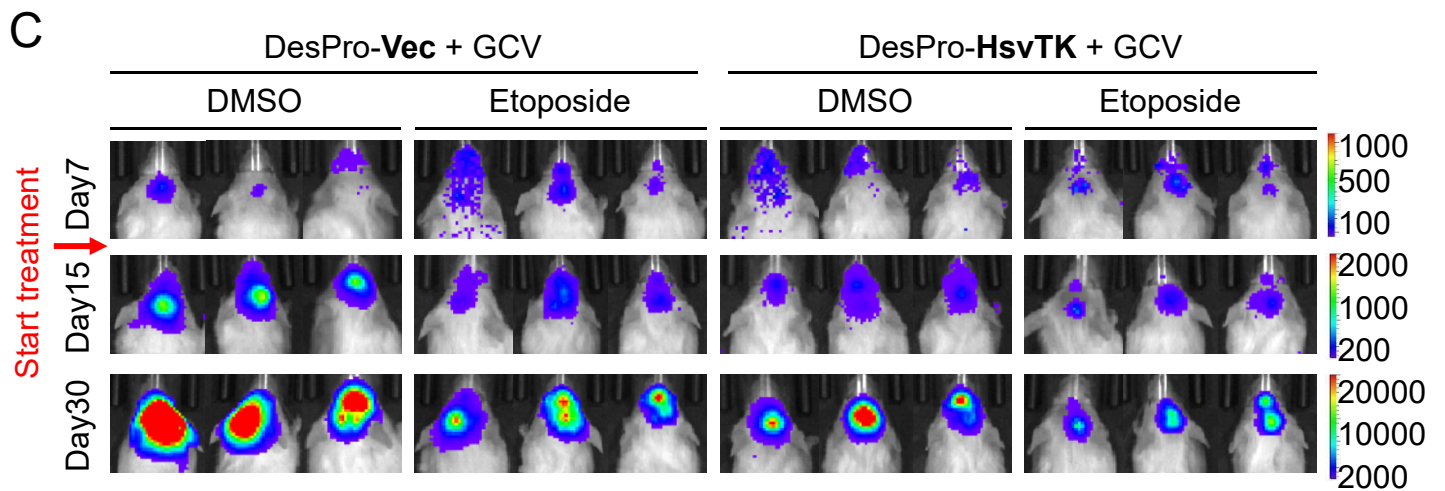 C
DesPro-Vec + GCV
DesPro-HsvTK + GCV
DMSO
Etoposide
DMSO
Etoposide
Start treatment
Day7
1000
500
100
Day15
2000
1000
200
Day30
20000
10000
2000